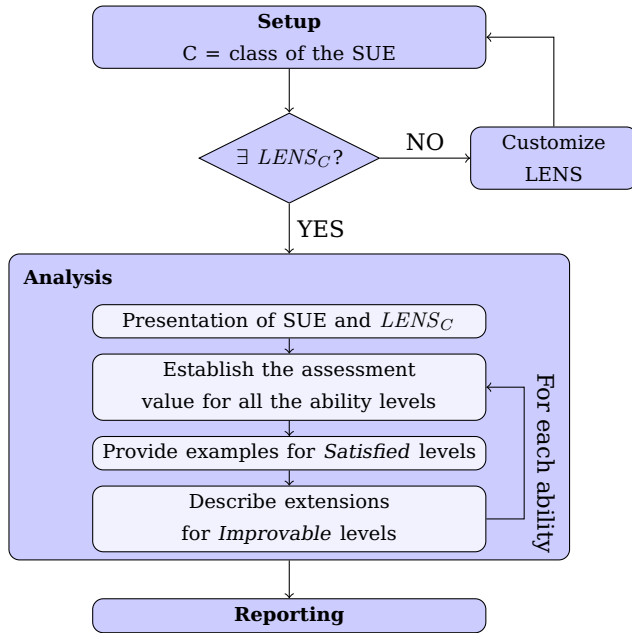 Setup
C = class of the SUE
∃ LENS_C?
NO
Customize
LENS
YES
Analysis
Presentation of SUE and LENS_C
Establish the assessment
value for all the ability levels
Provide examples for Satisfied levels
Describe extensions
for Improvable levels
For each ability
Reporting